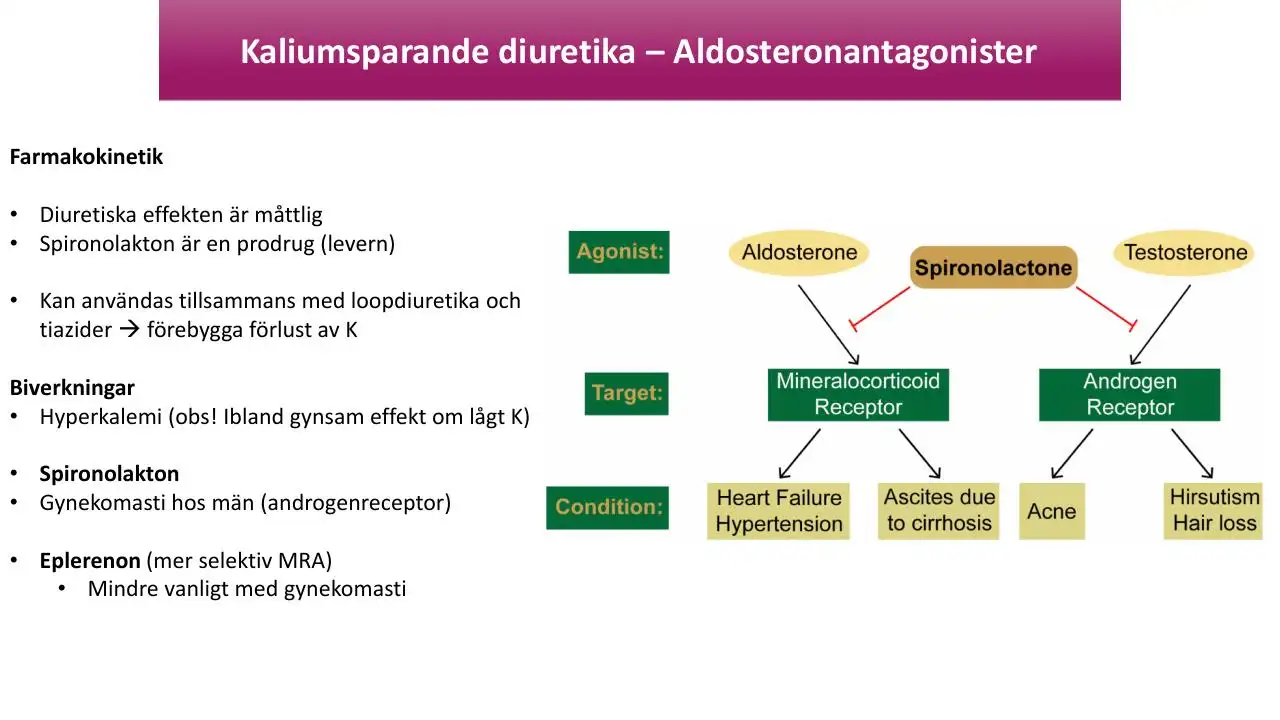 Kaliumsparande diuretika – Aldosteronantagonister
Farmakokinetik
• Diuretiska effekten är måttlig
• Spironolakton är en prodrug (levern)
• Kan användas tillsammans med loopdiuretika och
tiazider → förebygga förlust av K
Biverkningar
• Hyperkalemi (obs! Ibland gynsam effekt om lågt K)
• Spironolakton
• Gynekomasti hos män (androgenreceptor)
• Eplerenon (mer selektiv MRA)
• Mindre vanligt med gynekomasti
Agonist:
Aldosterone
Spironolactone
Testosterone
Target:
Mineralocorticoid
Receptor
Androgen
Receptor
Condition:
Heart Failure
Hypertension
Ascites due
to cirrhosis
Acne
Hirsutism
Hair loss